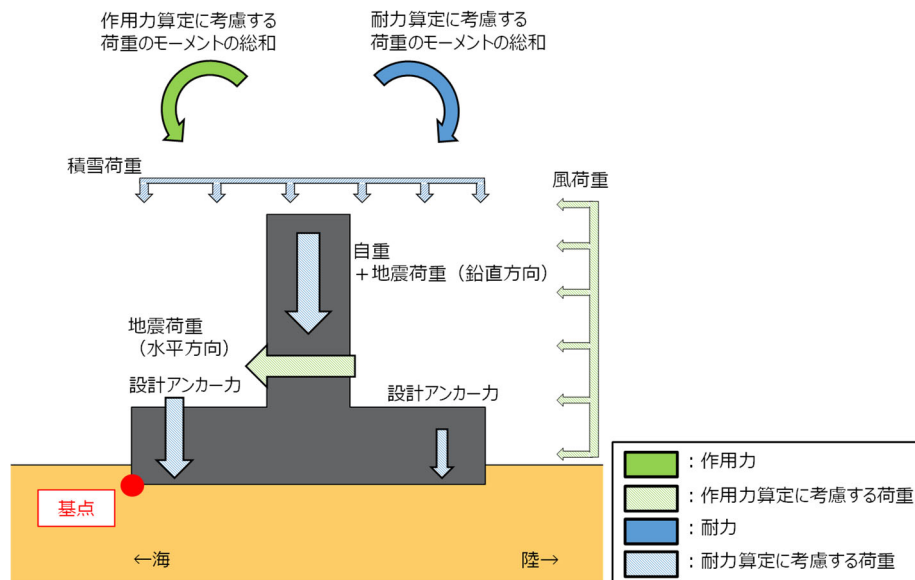 作用力算定に考慮する
荷重のモーメントの総和
耐力算定に考慮する
荷重のモーメントの総和
積雪荷重
風荷重
自重
＋地震荷重（鉛直方向）
地震荷重
（水平方向）
設計アンカー力
設計アンカー力
基点
←海
陸→
：作用力
：作用力算定に考慮する荷重
：耐力
：耐力算定に考慮する荷重